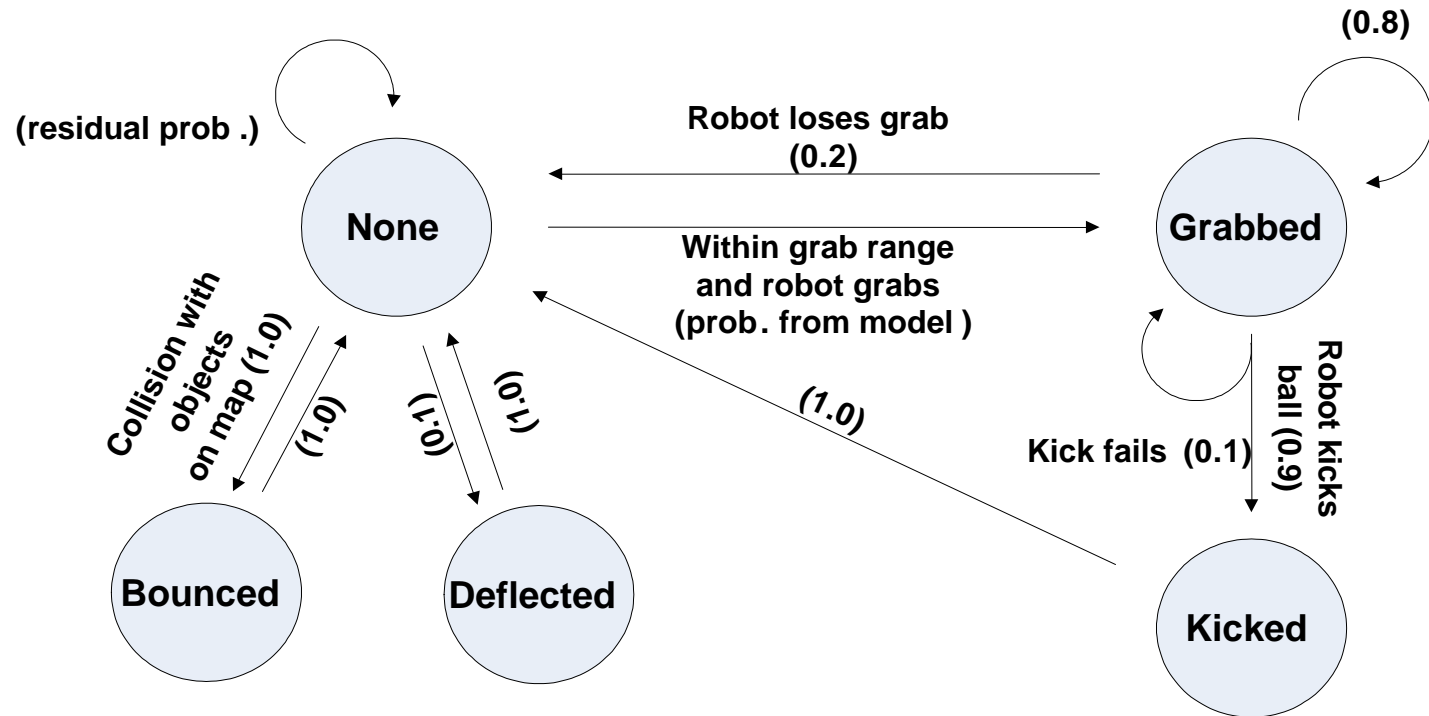 (0.8)
(residual prob .)
Robot loses grab
(0.2)
None
Grabbed
Within grab range
and robot grabs
(prob. from model )
Collision with
objects
on map (1.0)
(1.0)
(0.1)
(1.0)
(1.0)
Kick fails (0.1)
Robot kicks
ball (0.9)
Bounced
Deflected
Kicked